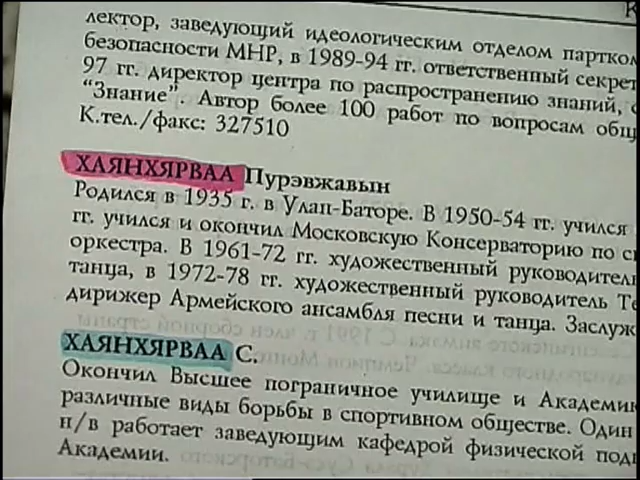 лектор, заведующий идеологическим отделом партком
безопасности МНР, в 1989-94 гг. ответственный секрет
97 гг. директор центра по распространению знаний,
"Знание". Автор более 100 работ по вопросам общ
К.тел./факс: 327510
ХАЯНХЯРВАА Пурэвжавын
Родился в 1935 г. в Улан-Баторе. В 1950-54 гг. учился
гг. учился и окончил Московскую Консерваторию по с
оркестра. В 1961-72 гг. художественный руководител
танца, в 1972-78 гг. художественный руководитель Те
дирижер Армейского ансамбля песни и танца. Заслуж
ХАЯНХЯРВАА С.
Окончил Высшее пограничное училище и Академи
различные виды борьбы в спортивном обществе. Один
н/в работает заведующим кафедрой физической под
Академии.